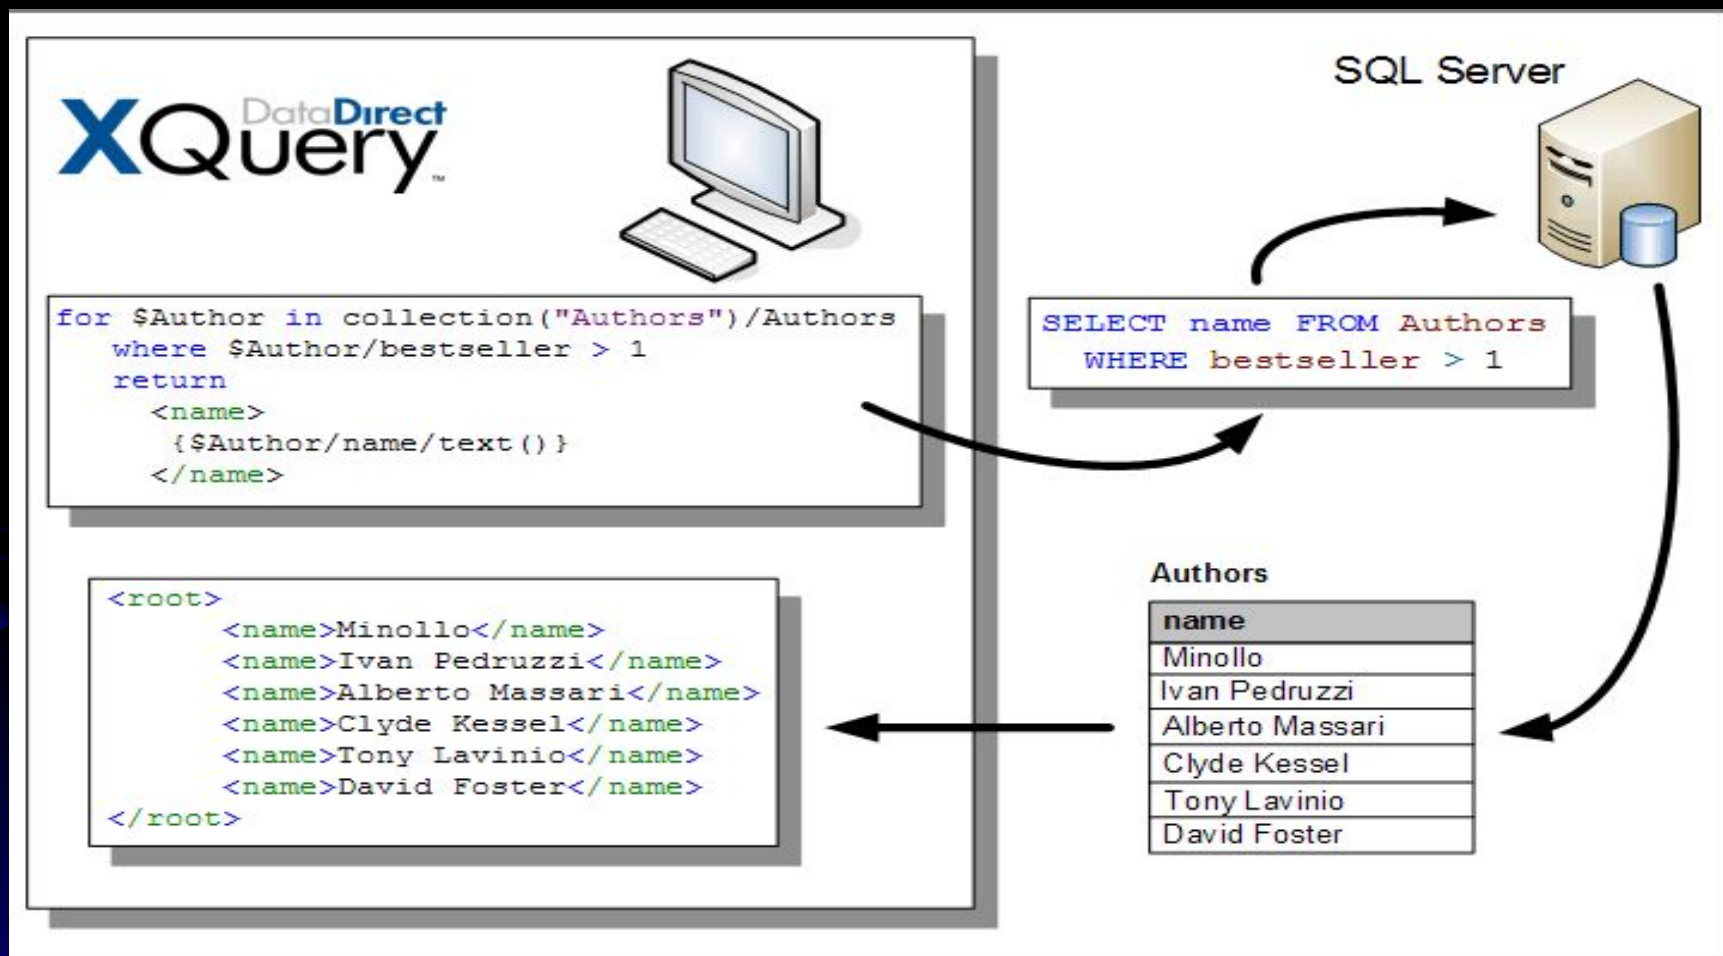 DataDirect
XQuery™
for $Author in collection("Authors")/Authors
where $Author/bestseller > 1
return
<name>
{$Author/name/text()}
</name>
<root>
<name>Minollo</name>
<name>Ivan Pedruzzi</name>
<name>Alberto Massari</name>
<name>Clyde Kessel</name>
<name>Tony Lavinio</name>
<name>David Foster</name>
</root>
SQL Server
SELECT name FROM Authors
WHERE bestseller > 1
Authors
name
Minollo
Ivan Pedruzzi
Alberto Massari
Clyde Kessel
Tony Lavinio
David Foster